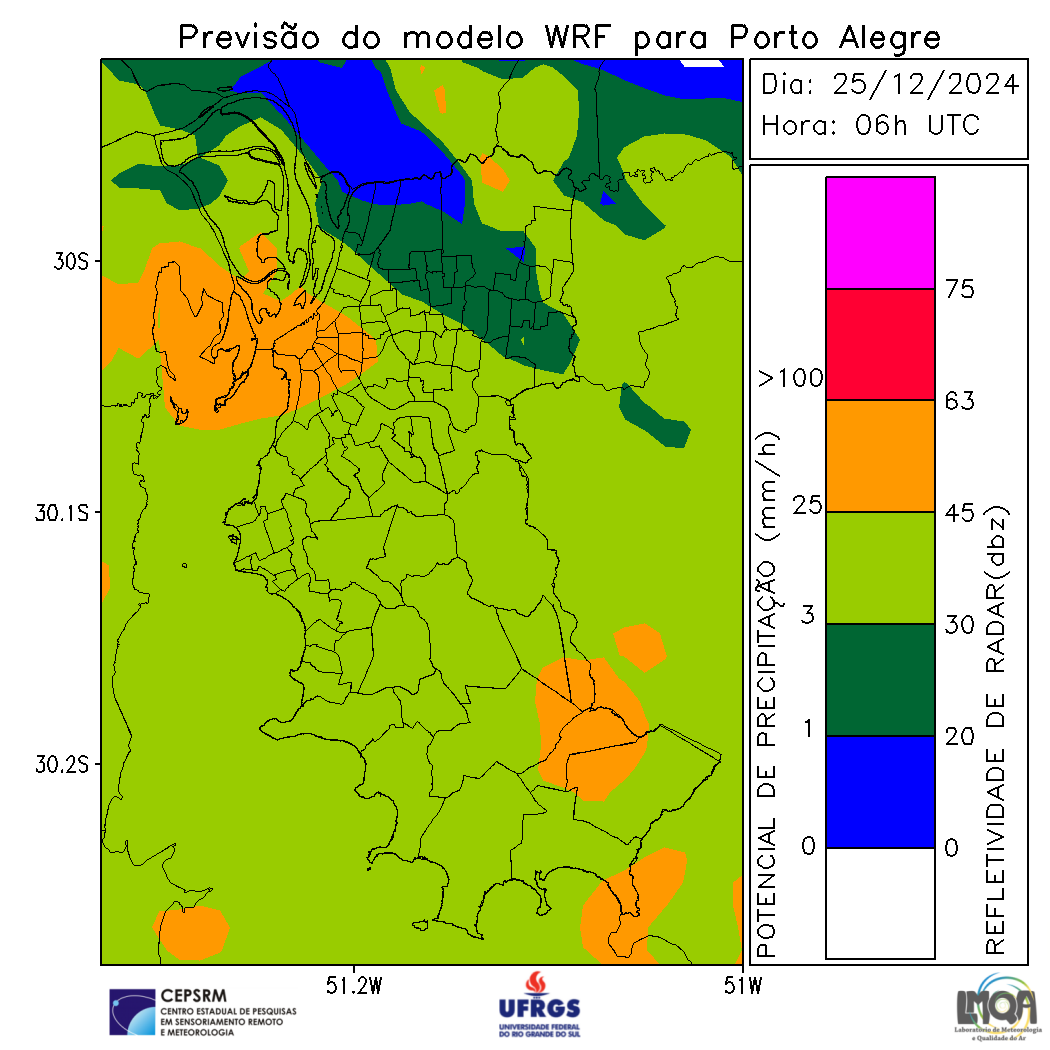 Previsão do modelo WRF para Porto Alegre
Dia: 25/12/2024
Hora: 06h UTC
30S
30.1S
30.2S
51.2W
51W
POTENCIAL DE PRECIPITAÇÃO (mm/h)
>100
25
3
1
0
75
63
45
30
20
0
REFLETIVIDADE DE RADAR(dbz)
CEPSRM
CENTRO ESTADUAL DE PESQUISAS
EM SENSORIAMENTO REMOTO
E METEOROLOGIA
UFRGS
UNIVERSIDADE FEDERAL
DO RIO GRANDE DO SUL
LMQA
Laboratório de Meteorologia
e Qualidade do Ar